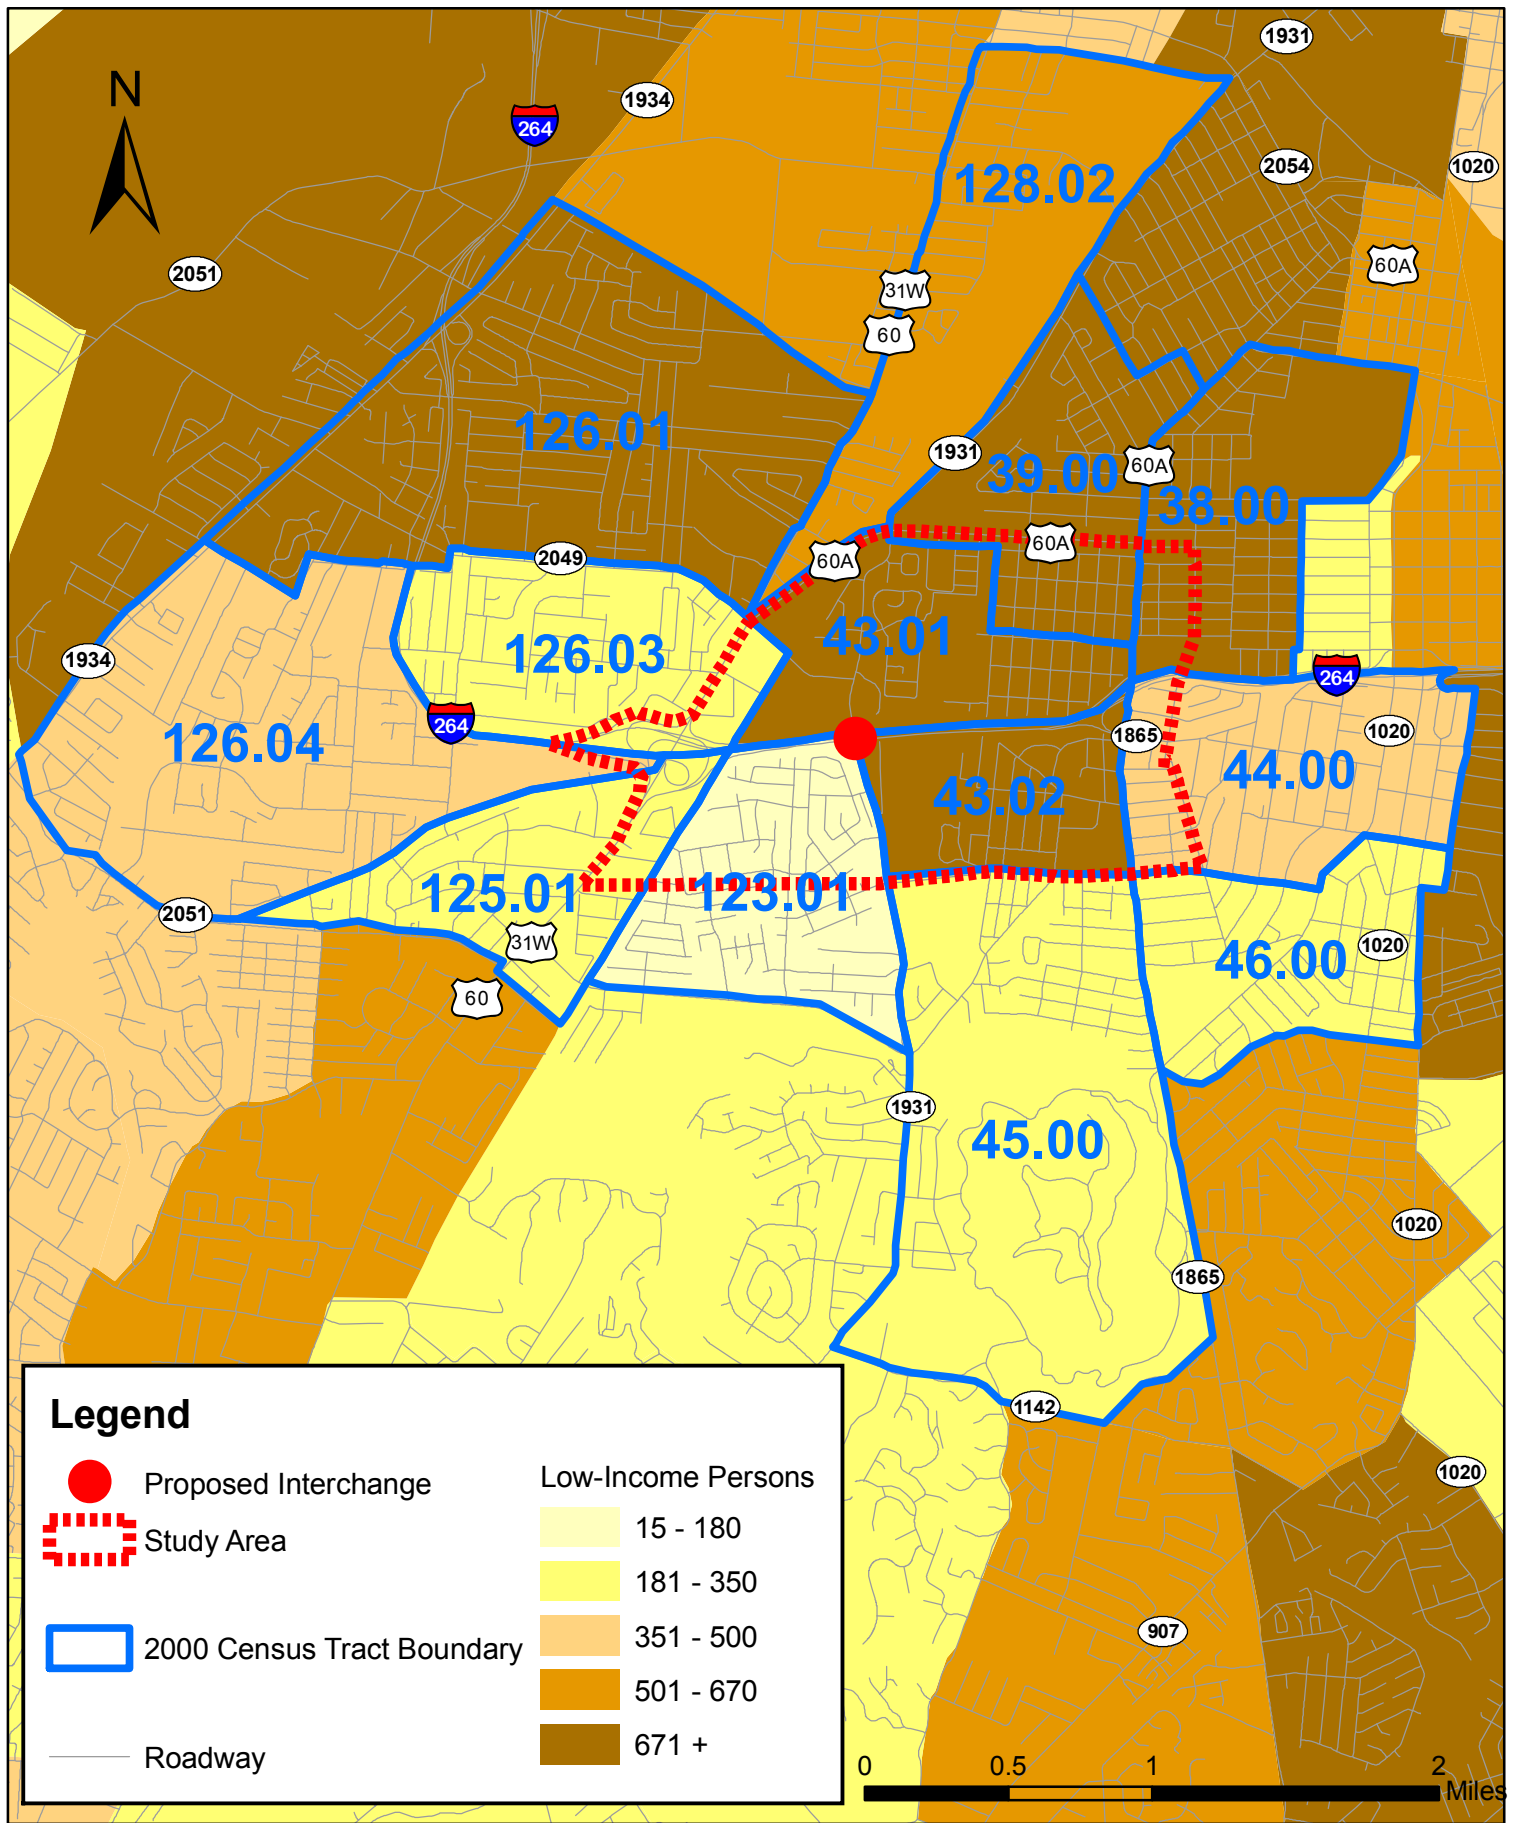 1931
N
1934
264
2054
1020
128.02
60A
2051
31W
60
126.01
1931
39.00
60A
38.00
60A
2049
60A
43.01
126.03
1934
264
264
1020
1865
126.04
44.00
43.02
125.01
123.01
2051
31W
1020
46.00
60
1931
45.00
1020
1865
1142
Legend
Proposed Interchange
Study Area
2000 Census Tract Boundary
Roadway
Low-Income Persons
15 - 180
181 - 350
351 - 500
501 - 670
671 +
1020
907
0 0.5 1 2
Miles